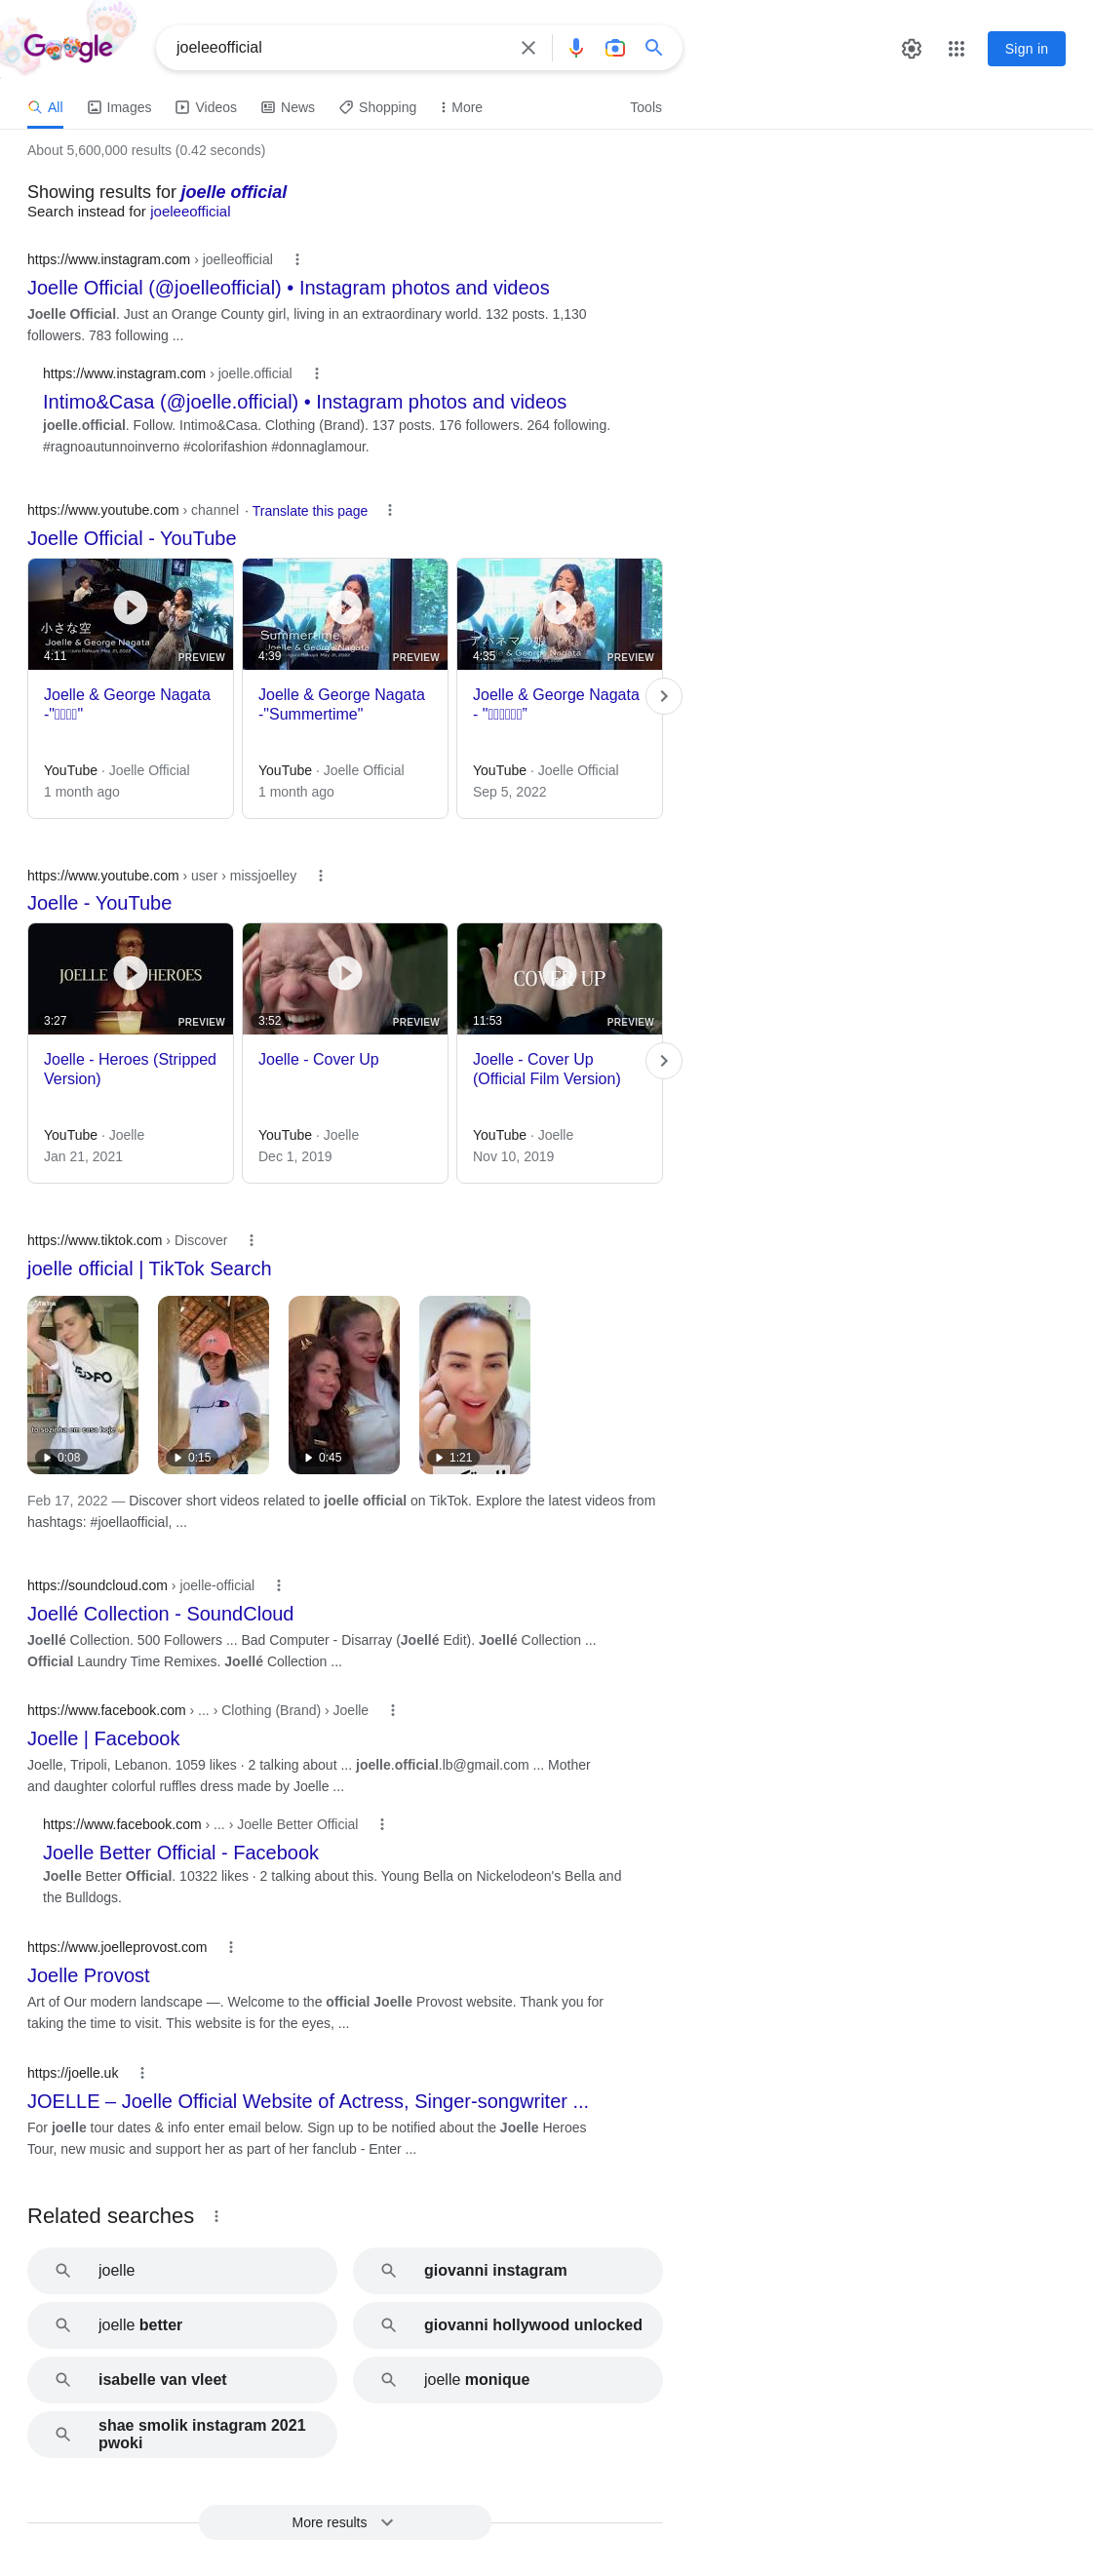 Google
joeleeofficial
Sign in
All
Images
Videos
News
Shopping
More
Tools
About 5,600,000 results (0.42 seconds)
Showing results for joelle official
Search instead for joeleeofficial
https://www.instagram.com › joelleofficial
Joelle Official (@joelleofficial) • Instagram photos and videos
Joelle Official. Just an Orange County girl, living in an extraordinary world. 132 posts. 1,130
followers. 783 following ...
https://www.instagram.com › joelle.official
Intimo&Casa (@joelle.official) • Instagram photos and videos
joelle.official. Follow. Intimo&Casa. Clothing (Brand). 137 posts. 176 followers. 264 following.
#ragnoautunnoinverno #colorifashion #donnaglamour.
https://www.youtube.com › channel · Translate this page
Joelle Official - YouTube
小さな空
Joelle & George Nagata
4:11
PREVIEW
Joelle & George Nagata
-"▯▯▯▯"
YouTube · Joelle Official
1 month ago
Summertime
Joelle & George Nagata
4:39
PREVIEW
Joelle & George Nagata
-"Summertime"
YouTube · Joelle Official
1 month ago
Joelle & George Nagata
4:35
PREVIEW
Joelle & George Nagata
- "▯▯▯▯▯▯”
YouTube · Joelle Official
Sep 5, 2022
https://www.youtube.com › user › missjoelley
Joelle - YouTube
JOELLE HEROES
3:27
PREVIEW
Joelle - Heroes (Stripped
Version)
YouTube · Joelle
Jan 21, 2021
3:52
PREVIEW
Joelle - Cover Up
YouTube · Joelle
Dec 1, 2019
COVER UP
11:53
PREVIEW
Joelle - Cover Up
(Official Film Version)
YouTube · Joelle
Nov 10, 2019
https://www.tiktok.com › Discover
joelle official | TikTok Search
to sozinha em casa hoje
0:08
0:15
0:45
1:21
Feb 17, 2022 — Discover short videos related to joelle official on TikTok. Explore the latest videos from
hashtags: #joellaofficial, ...
https://soundcloud.com › joelle-official
Joellé Collection - SoundCloud
Joellé Collection. 500 Followers ... Bad Computer - Disarray (Joellé Edit). Joellé Collection ...
Official Laundry Time Remixes. Joellé Collection ...
https://www.facebook.com › ... › Clothing (Brand) › Joelle
Joelle | Facebook
Joelle, Tripoli, Lebanon. 1059 likes · 2 talking about ... joelle.official.lb@gmail.com ... Mother
and daughter colorful ruffles dress made by Joelle ...
https://www.facebook.com › ... › Joelle Better Official
Joelle Better Official - Facebook
Joelle Better Official. 10322 likes · 2 talking about this. Young Bella on Nickelodeon's Bella and
the Bulldogs.
https://www.joelleprovost.com
Joelle Provost
Art of Our modern landscape —. Welcome to the official Joelle Provost website. Thank you for
taking the time to visit. This website is for the eyes, ...
https://joelle.uk
JOELLE – Joelle Official Website of Actress, Singer-songwriter ...
For joelle tour dates & info enter email below. Sign up to be notified about the Joelle Heroes
Tour, new music and support her as part of her fanclub - Enter ...
Related searches
joelle
giovanni instagram
joelle better
giovanni hollywood unlocked
isabelle van vleet
joelle monique
shae smolik instagram 2021
pwoki
More results